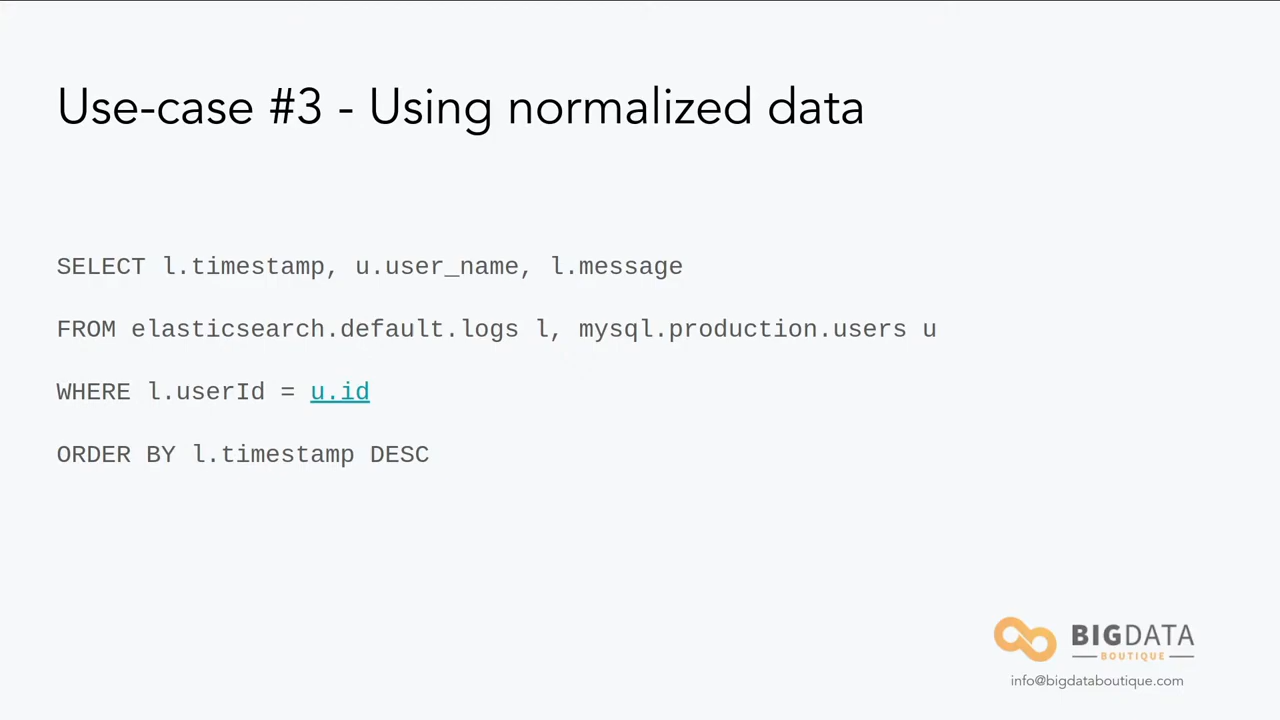 Use-case #3 - Using normalized data
SELECT l.timestamp, u.user_name, l.message
FROM elasticsearch.default.logs l, mysql.production.users u
WHERE l.userId = u.id
ORDER BY l.timestamp DESC
BIGDATA
BOUTIQUE
info@bigdataboutique.com